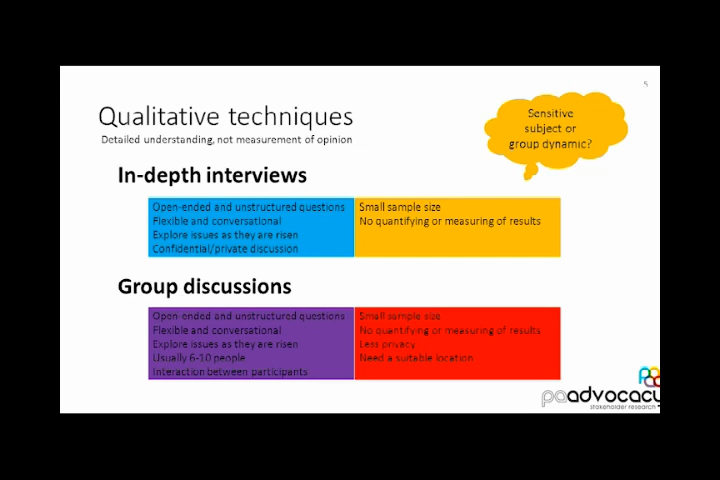 5
Qualitative techniques
Detailed understanding, not measurement of opinion
Sensitive
subject or
group dynamic?
In-depth interviews
Open-ended and unstructured questions
Flexible and conversational
Explore issues as they are risen
Confidential/private discussion
Small sample size
No quantifying or measuring of results
Group discussions
Open-ended and unstructured questions
Flexible and conversational
Explore issues as they are risen
Usually 6-10 people
Interaction between participants
Small sample size
No quantifying or measuring of results
Less privacy
Need a suitable location
paadvocacy
stakeholder research